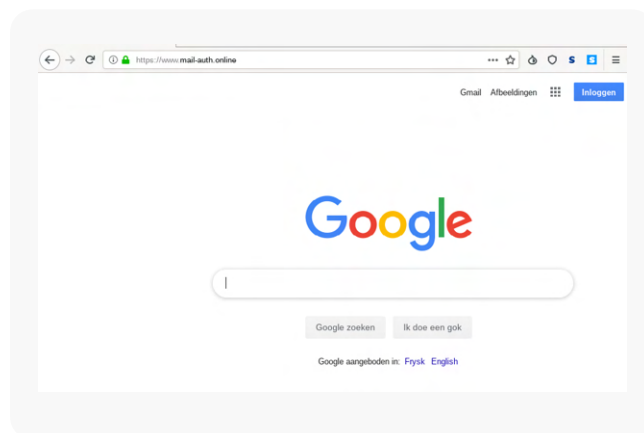 https://www.mail-auth.online
Gmail Afbeeldingen Inloggen
Google
Google zoeken Ik doe een gok
Google aangeboden in: Frysk English